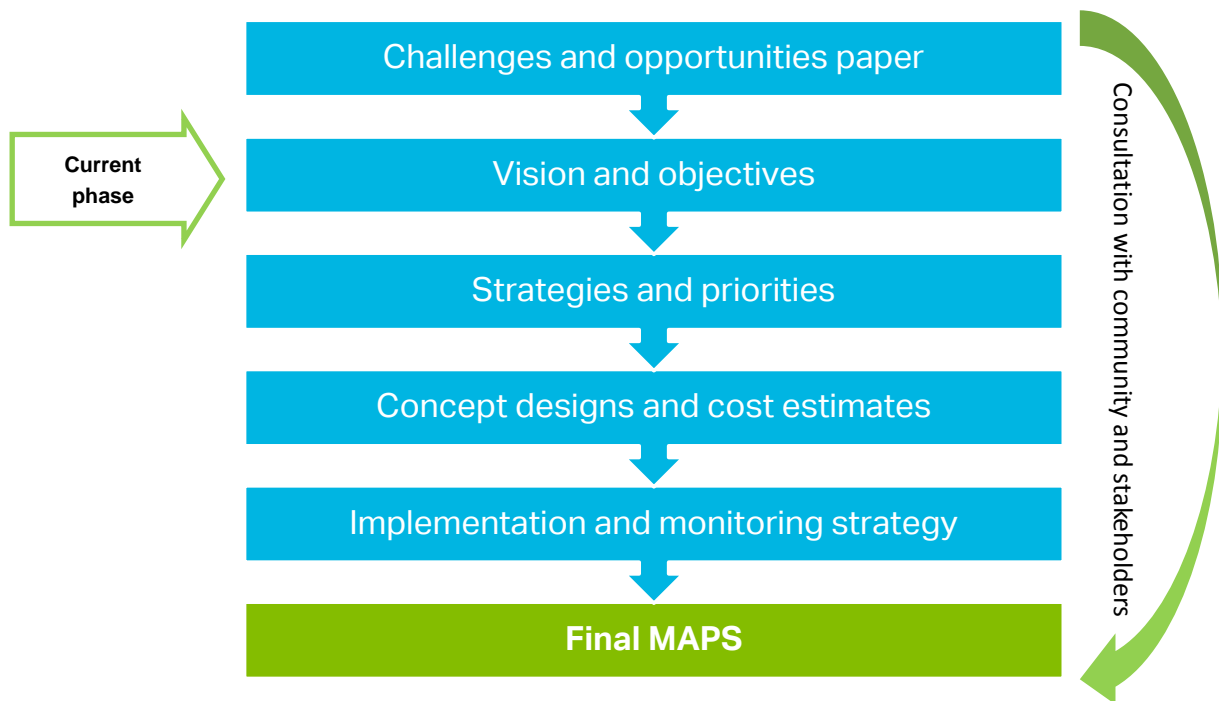 Challenges and opportunities paper
Current
phase
Vision and objectives
Strategies and priorities
Concept designs and cost estimates
Implementation and monitoring strategy
Final MAPS
Consultation with community and stakeholders